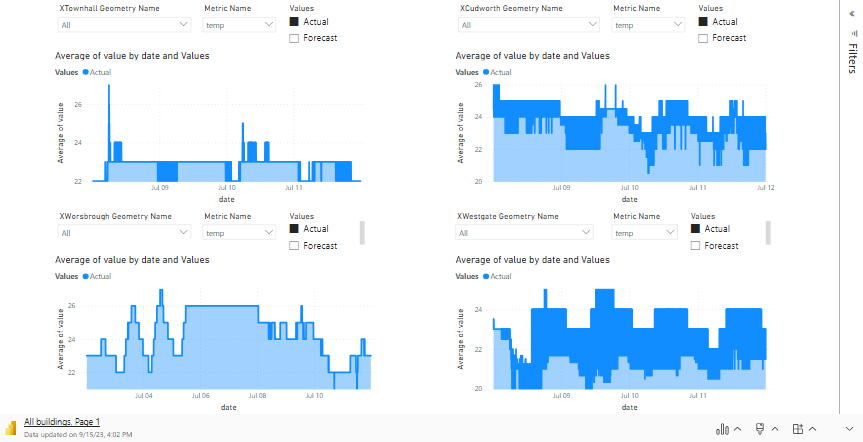 XTownhall Geometry Name
Metric Name
Values
All
temp
Actual
Forecast
Average of value by date and Values
Values Actual
Average of value
26
24
22
Jul 09
Jul 10
Jul 11
date
XCudworth Geometry Name
Metric Name
Values
All
temp
Actual
Forecast
Average of value by date and Values
Values Actual
Average of value
26
24
22
20
Jul 09
Jul 10
Jul 11
Jul 12
date
XWorsbrough Geometry Name
Metric Name
Values
All
temp
Actual
Forecast
Average of value by date and Values
Values Actual
Average of value
26
24
22
Jul 04
Jul 06
Jul 08
Jul 10
date
XWestgate Geometry Name
Metric Name
Values
All
temp
Actual
Forecast
Average of value by date and Values
Values Actual
Average of value
24
22
20
Jul 09
Jul 10
Jul 11
date
Filters
All buildings, Page 1
Data updated on 9/15/23, 4:02 PM